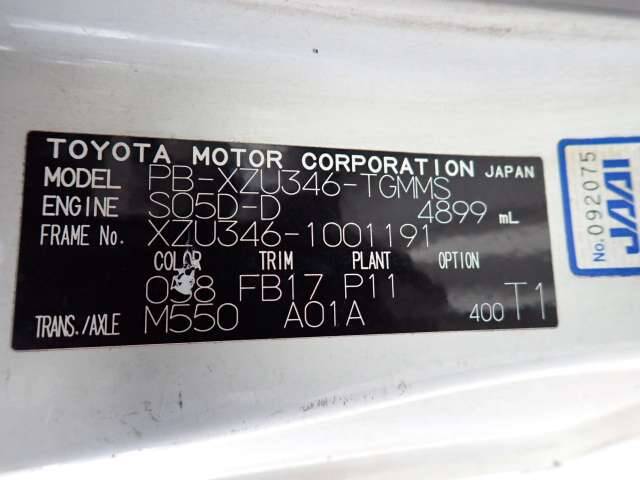 TOYOTA MOTOR CORPORATION JAPAN
MODEL PB-XZU346-TGMMS
ENGINE S05D-D 4899 mL
FRAME No. XZU346-1001191
COLOR TRIM PLANT OPTION
058 FB17 P11
TRANS./AXLE M550 A01A 400 T1
No. 092075
JAAI